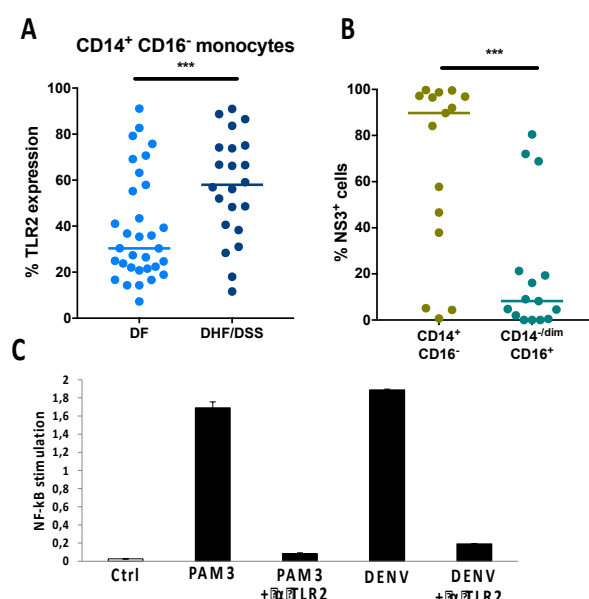 A
CD14⁺ CD16⁻ monocytes
***
% TLR2 expression
100
80
60
40
20
0
DF
DHF/DSS
B
***
% NS3⁺ cells
100
80
60
40
20
0
CD14⁺
CD16⁻
CD14⁻/dim
CD16⁺
C
NF-kB stimulation
2
1,8
1,6
1,4
1,2
1
0,8
0,6
0,4
0,2
0
Ctrl
PAM3
PAM3
+ α TLR2
DENV
DENV
+ α TLR2